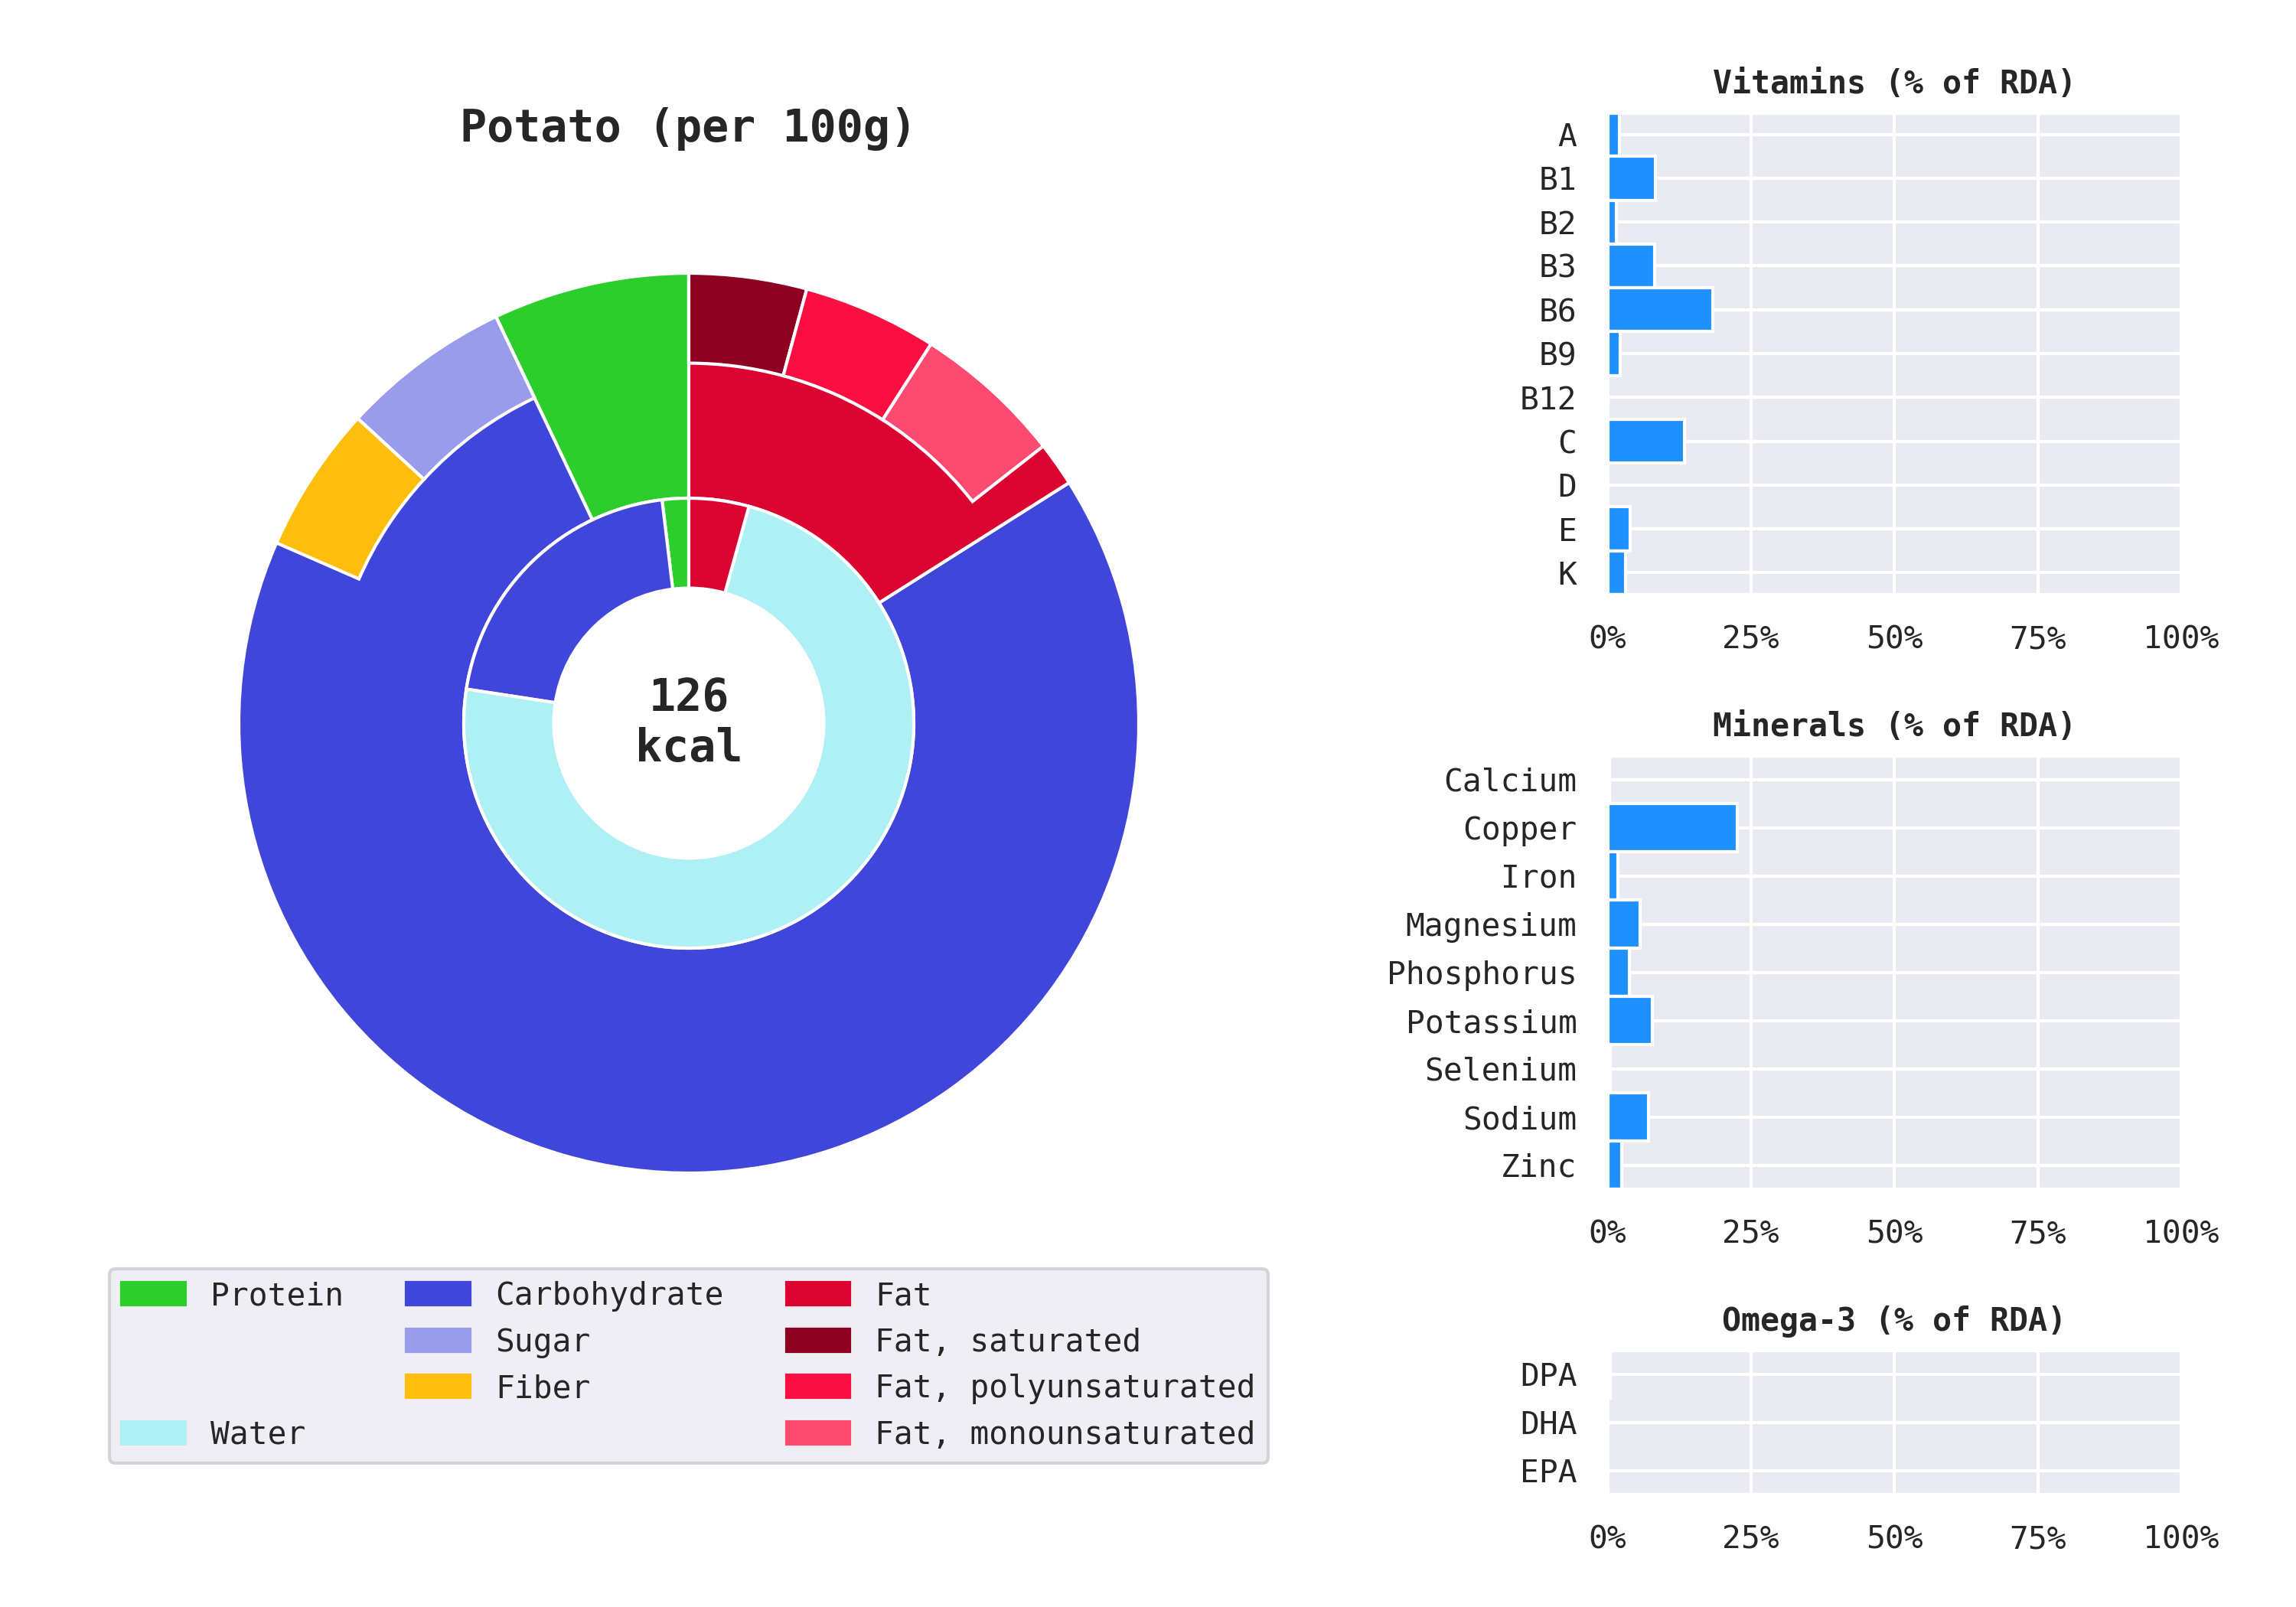 Potato (per 100g)
126
kcal
Protein
Water
Carbohydrate
Sugar
Fiber
Fat
Fat, saturated
Fat, polyunsaturated
Fat, monounsaturated
Vitamins (% of RDA)
A
B1
B2
B3
B6
B9
B12
C
D
E
K
0% 25% 50% 75% 100%
Minerals (% of RDA)
Calcium
Copper
Iron
Magnesium
Phosphorus
Potassium
Selenium
Sodium
Zinc
0% 25% 50% 75% 100%
Omega-3 (% of RDA)
DPA
DHA
EPA
0% 25% 50% 75% 100%